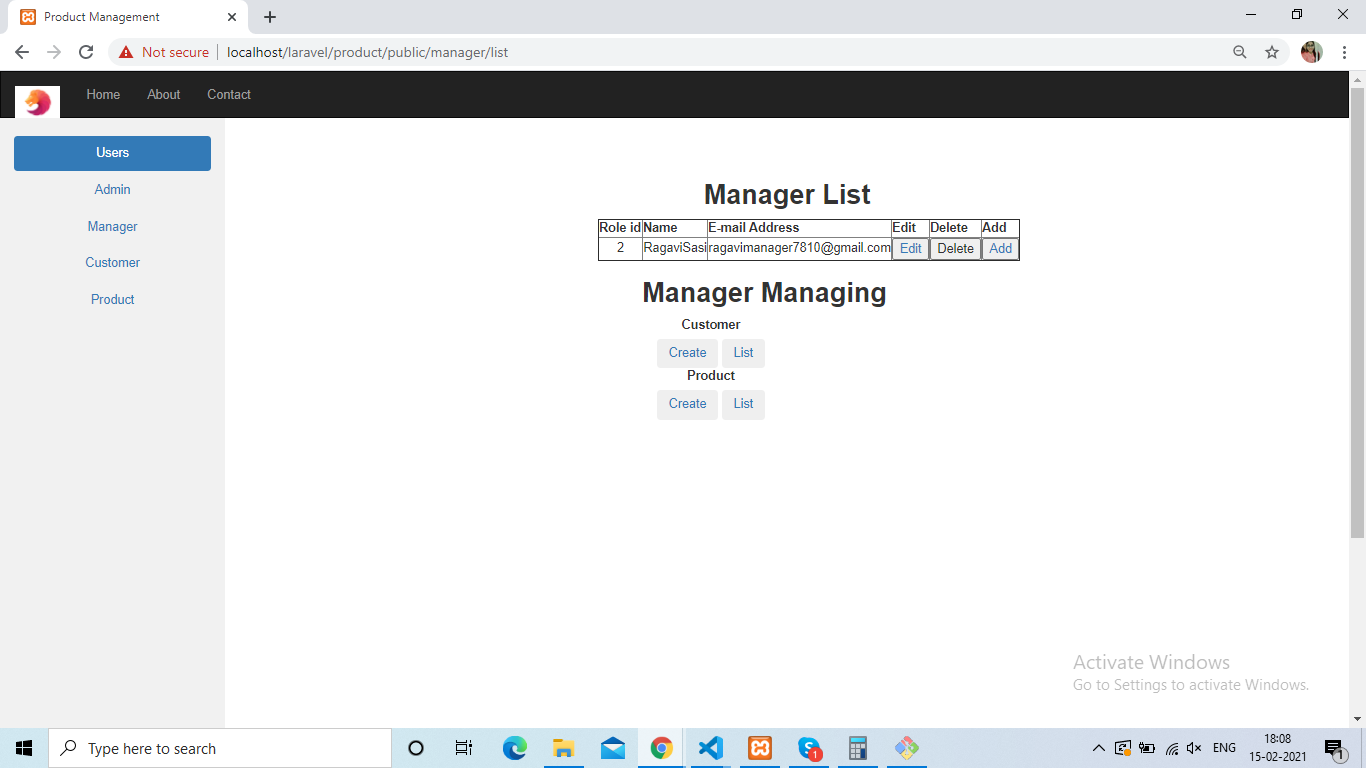 Product Management
Not secure localhost/laravel/product/public/manager/list
Home About Contact
Users
Admin
Manager
Customer
Product
Manager List
Role id Name E-mail Address Edit Delete Add
2 RagaviSasi ragavimanager7810@gmail.com Edit Delete Add
Manager Managing
Customer
Create List
Product
Create List
Activate Windows
Go to Settings to activate Windows.
Type here to search
1
ENG
18:08
15-02-2021
1